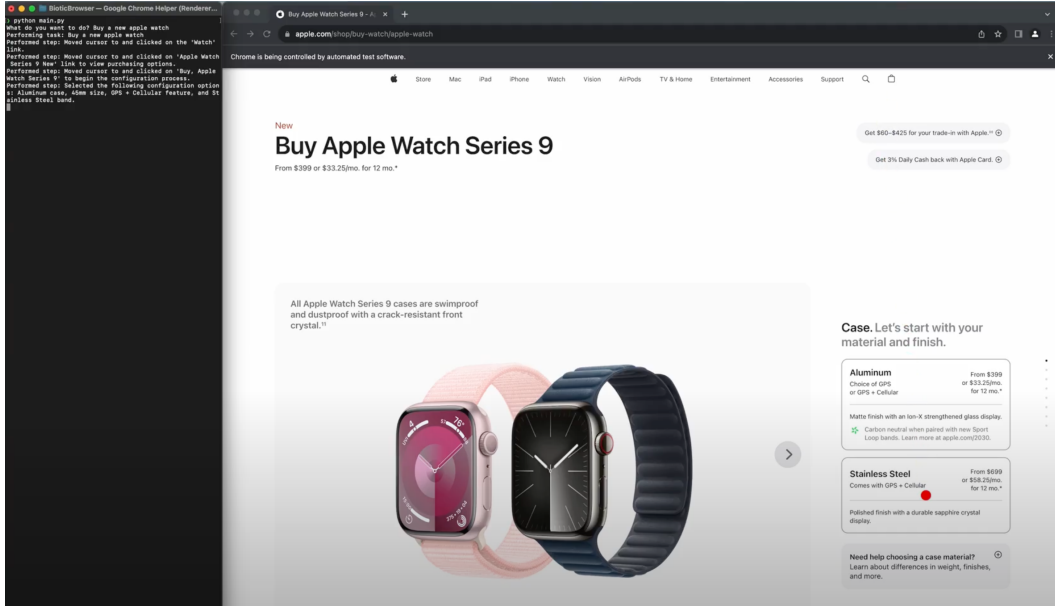 BioticBrowser — Google Chrome Helper (Renderer...
python main.py
What do you want to do? Buy a new apple watch
Performing task: Buy a new apple watch
Performed step: Moved cursor to and clicked on the 'Watch'
link.
Performed step: Moved cursor to and clicked on 'Apple Watch
Series 9 New' link to view purchasing options.
Performed step: Moved cursor to and clicked on 'Buy, Apple
Watch Series 9' to begin the configuration process.
Performed step: Selected the following configuration option
s: Aluminum case, 45mm size, GPS + Cellular feature, and St
ainless Steel band.
Buy Apple Watch Series 9 - A
apple.com/shop/buy-watch/apple-watch
Chrome is being controlled by automated test software.
Store Mac iPad iPhone Watch Vision AirPods TV & Home Entertainment Accessories Support
New
Buy Apple Watch Series 9
From $399 or $33.25/mo. for 12 mo.*
Get $60–$425 for your trade-in with Apple.
Get 3% Daily Cash back with Apple Card.
All Apple Watch Series 9 cases are swimproof
and dustproof with a crack-resistant front
crystal.
Case. Let's start with your
material and finish.
Aluminum
Choice of GPS
or GPS + Cellular
From $399
or $33.25/mo.
for 12 mo.*
Matte finish with an Ion-X strengthened glass display.
Carbon neutral when paired with new Sport
Loop bands. Learn more at apple.com/2030.
Stainless Steel
Comes with GPS + Cellular
From $699
or $58.25/mo.
for 12 mo.*
Polished finish with a durable sapphire crystal
display.
Need help choosing a case material?
Learn about differences in weight, finishes,
and more.